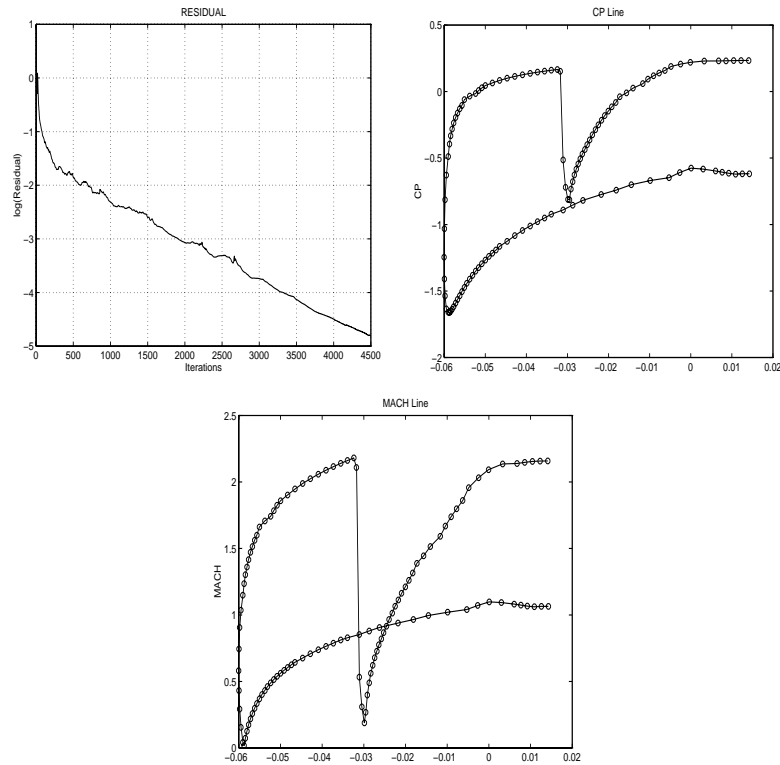 RESIDUAL
1
0
−1
−2
−3
−4
−5
log(Residual)
0 500 1000 1500 2000 2500 3000 3500 4000 4500
Iterations
CP Line
0.5
0
−0.5
−1
−1.5
−2
CP
−0.06 −0.05 −0.04 −0.03 −0.02 −0.01 0 0.01 0.02
MACH Line
2.5
2
1.5
1
0.5
0
MACH
−0.06 −0.05 −0.04 −0.03 −0.02 −0.01 0 0.01 0.02